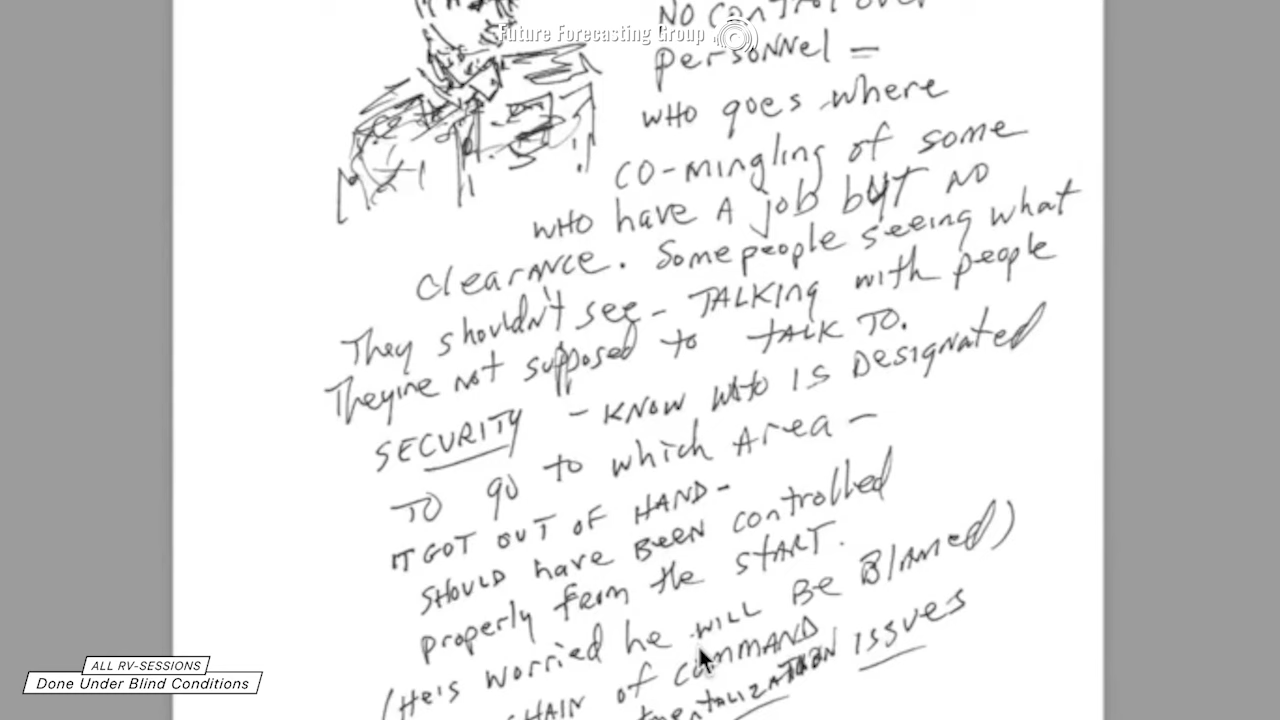 Future Forecasting Group
NO control over
personnel –
WHO goes where
co-mingling of some
WHO have A job bUT NO
clearance. Some people seeing what
They shouldn't see – TALKing with people
They're not supposed to tALK TO.
SECURITY – KNOW WHO IS DESIGNated
TO go to which AreA –
IT GOT OUT OF HAND –
SHOULD have BEEN controlled
properly from the START.
(He's worried he WILL Be BlAmed)
CHAIN of COMMAND
issues
ALL RV-SESSIONS
Done Under Blind Conditions